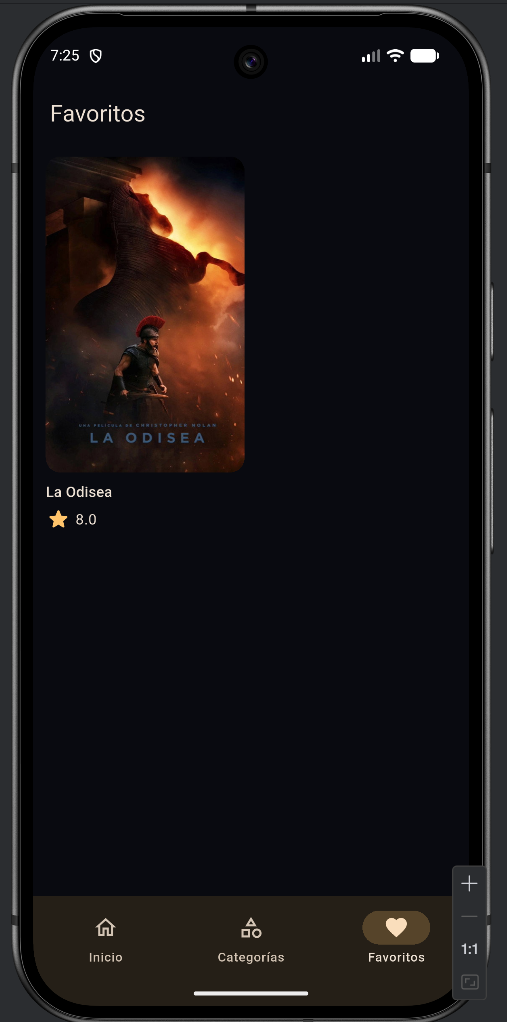 7:25
Favoritos
UNA PELÍCULA DE CHRISTOPHER NOLAN
LA ODISEA
La Odisea
8.0
Inicio
Categorías
Favoritos
1:1